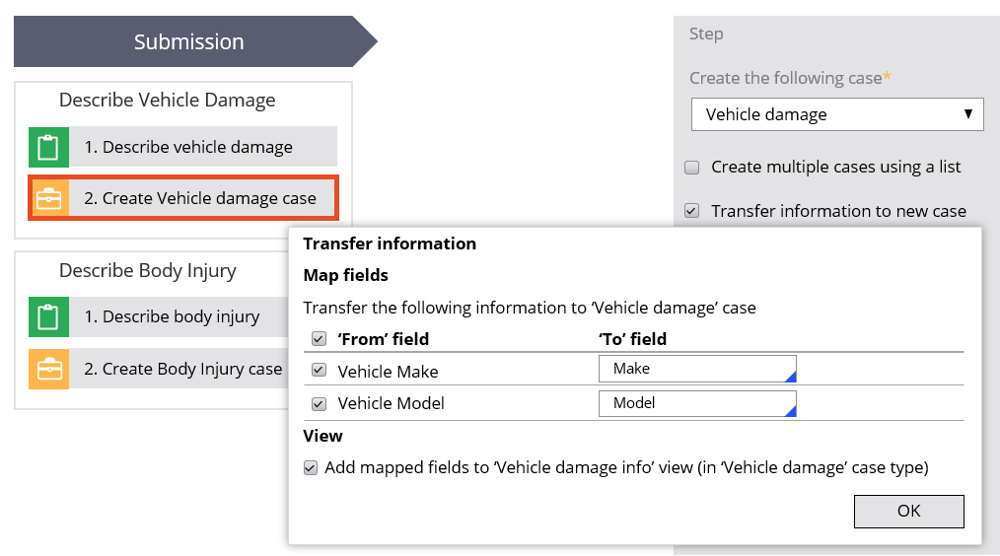 Submission
Describe Vehicle Damage
1. Describe vehicle damage
2. Create Vehicle damage case
Describe Body Injury
1. Describe body injury
2. Create Body Injury case
Step
Create the following case*
Vehicle damage
Create multiple cases using a list
Transfer information to new case
Transfer information
Map fields
Transfer the following information to ‘Vehicle damage’ case
‘From’ field ‘To’ field
Vehicle Make Make
Vehicle Model Model
View
Add mapped fields to ‘Vehicle damage info’ view (in ‘Vehicle damage’ case type)
OK